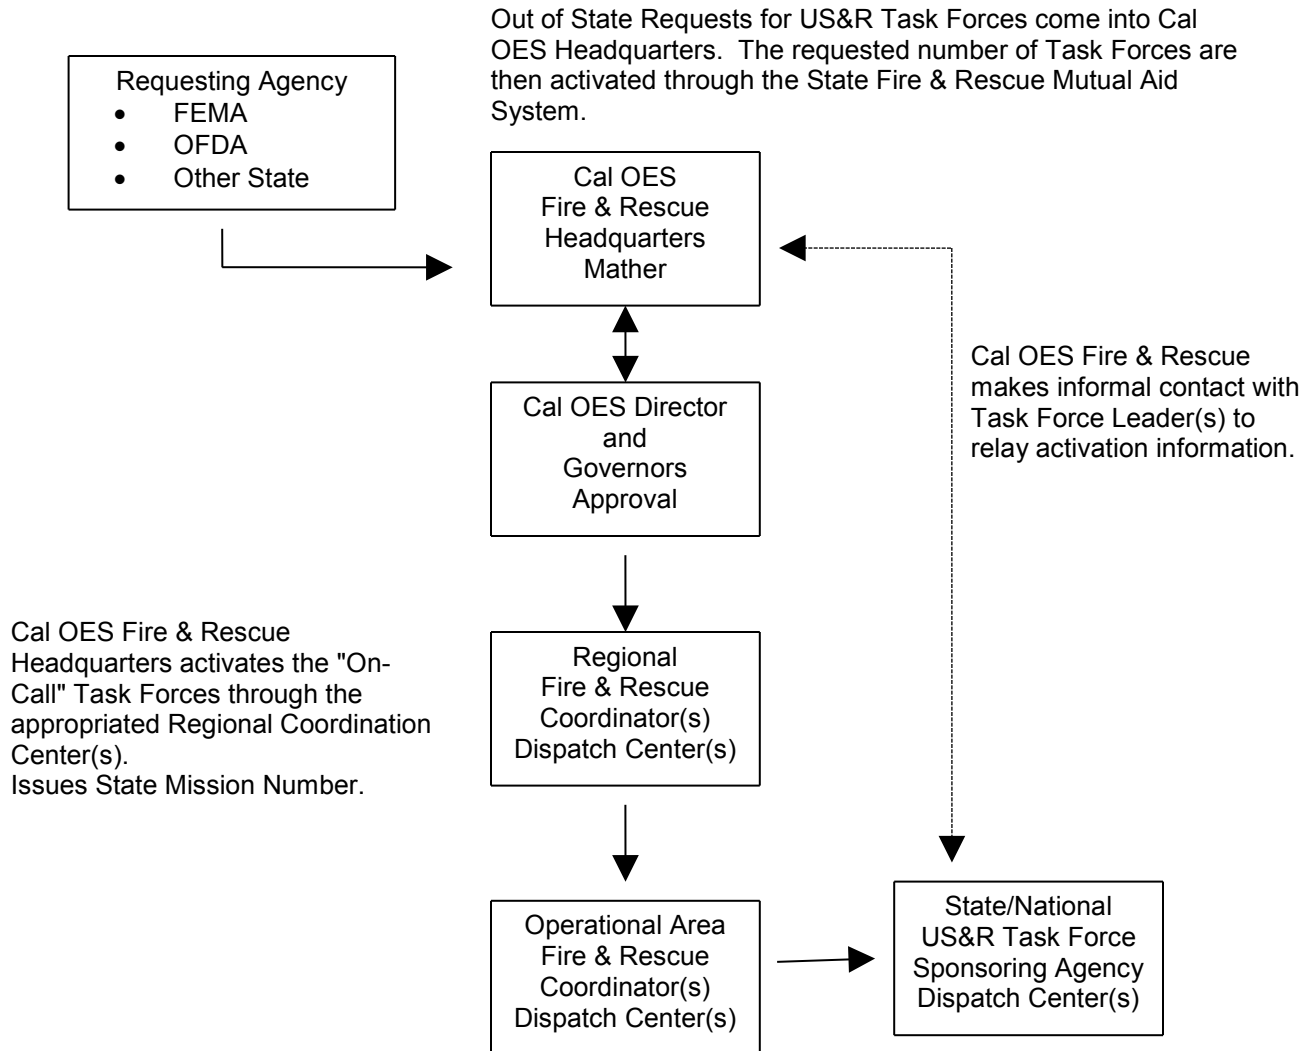 Out of State Requests for US&R Task Forces come into Cal
OES Headquarters.  The requested number of Task Forces are
then activated through the State Fire & Rescue Mutual Aid
System.
Requesting Agency
• FEMA
• OFDA
• Other State
Cal OES
Fire & Rescue
Headquarters
Mather
Cal OES Fire & Rescue
makes informal contact with
Task Force Leader(s) to
relay activation information.
Cal OES Director
and
Governors
Approval
Cal OES Fire & Rescue
Headquarters activates the "On-
Call" Task Forces through the
appropriated Regional Coordination
Center(s).
Issues State Mission Number.
Regional
Fire & Rescue
Coordinator(s)
Dispatch Center(s)
Operational Area
Fire & Rescue
Coordinator(s)
Dispatch Center(s)
State/National
US&R Task Force
Sponsoring Agency
Dispatch Center(s)